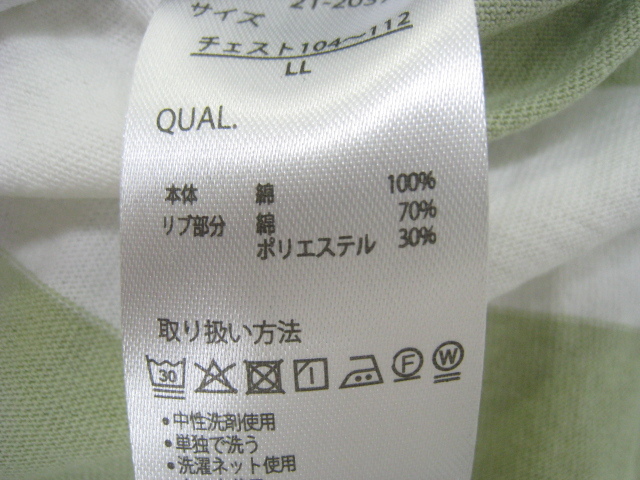 サイズ
チェスト104～112
LL
QUAL.
本体 綿 100%
リブ部分 綿 70%
ポリエステル 30%
取り扱い方法
30 F W
•中性洗剤使用
•単独で洗う
•洗濯ネット使用